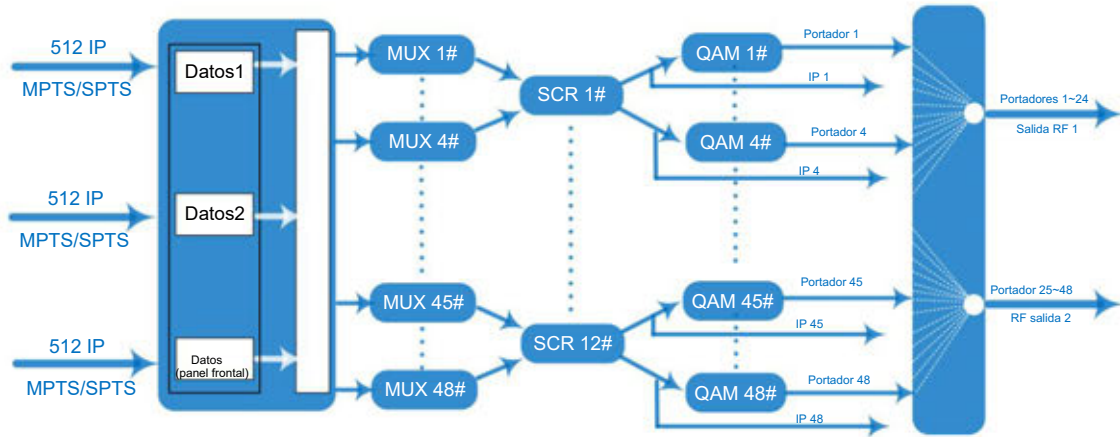 512 IP
MPTS/SPTS
512 IP
MPTS/SPTS
512 IP
MPTS/SPTS
Datos1
Datos2
Datos
(panel frontal)
MUX 1#
MUX 4#
MUX 45#
MUX 48#
SCR 1#
SCR 12#
QAM 1#
QAM 4#
QAM 45#
QAM 48#
Portador 1
IP 1
Portador 4
IP 4
Portador 45
IP 45
Portador 48
IP 48
Portadores 1~24
Salida RF 1
Portador 25~48
RF salida 2